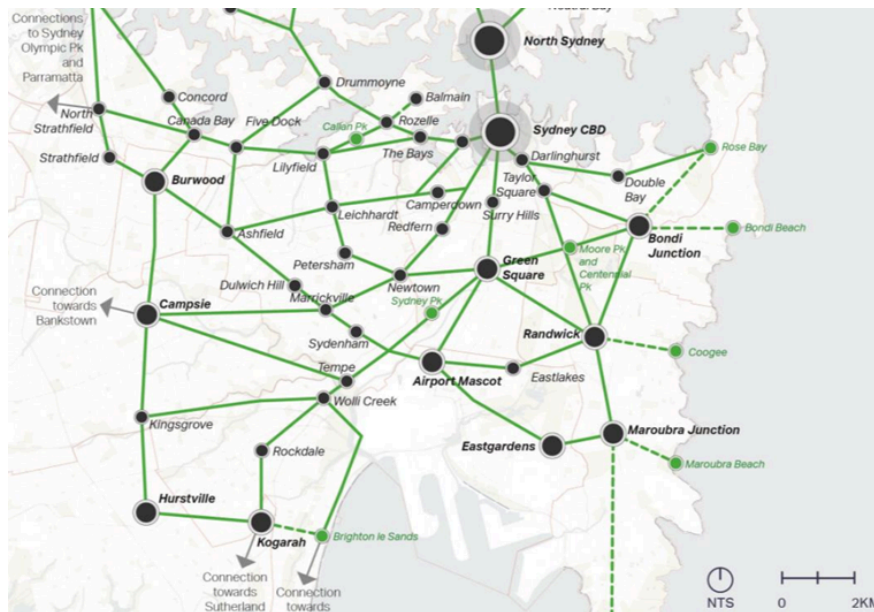 Connections
to Sydney
Olympic Pk
and
Parramatta
Neutral Bay
North Sydney
Drummoyne
Concord
Balmain
North
Strathfield
Canada Bay
Five Dock
Callan Pk
Rozelle
Sydney CBD
Strathfield
Lilyfield
The Bays
Darlinghurst
Rose Bay
Burwood
Taylor
Square
Double
Bay
Leichhardt
Camperdown
Surry Hills
Redfern
Ashfield
Bondi
Junction
Bondi Beach
Petersham
Green
Square
Moore Pk
and
Centennial
Pk
Dulwich Hill
Newtown
Connection
towards
Bankstown
Campsie
Marrickville
Sydney Pk
Randwick
Sydenham
Coogee
Tempe
Airport Mascot
Eastlakes
Wolli Creek
Kingsgrove
Maroubra Junction
Rockdale
Eastgardens
Maroubra Beach
Hurstville
Kogarah
Brighton le Sands
Connection
towards
Sutherland
Connection
towards
NTS
0
2KM